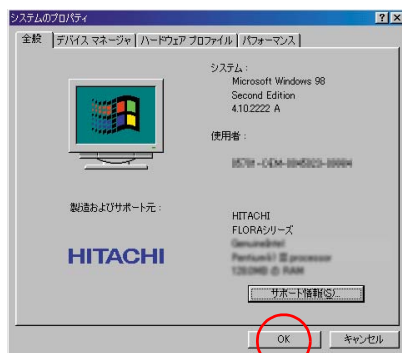 システムのプロパティ
全般
デバイス マネージャ
ハードウェア プロファイル
パフォーマンス
システム :
Microsoft Windows 98
Second Edition
4.10.2222 A
使用者 :
製造およびサポート元 :
HITACHI
HITACHI
FLORAシリーズ
サポート情報(S)...
OK
キャンセル